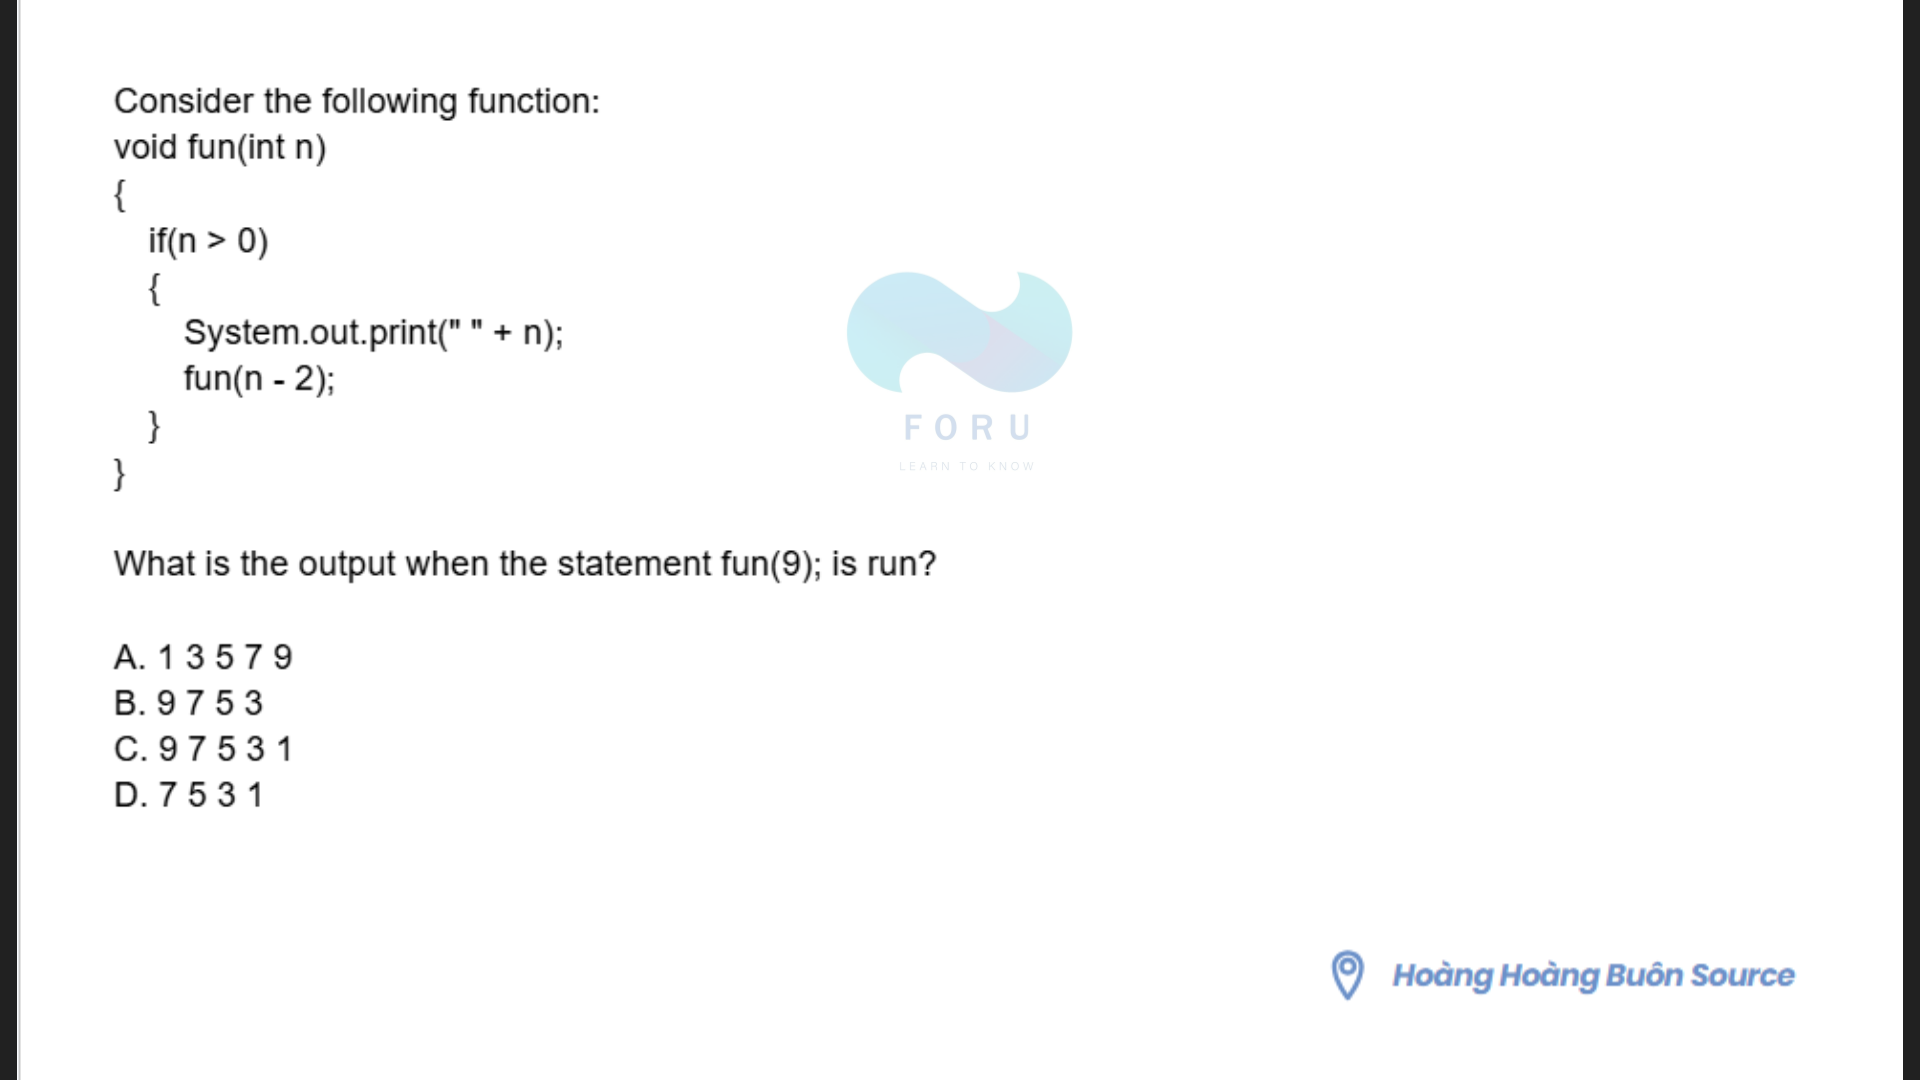 Consider the following function:
void fun(int n)
{
if(n > 0)
{
System.out.print(" " + n);
fun(n - 2);
}
}
What is the output when the statement fun(9); is run?
A. 1 3 5 7 9
B. 9 7 5 3
C. 9 7 5 3 1
D. 7 5 3 1
FORU
LEARN TO KNOW
Hoàng Hoàng Buôn Source